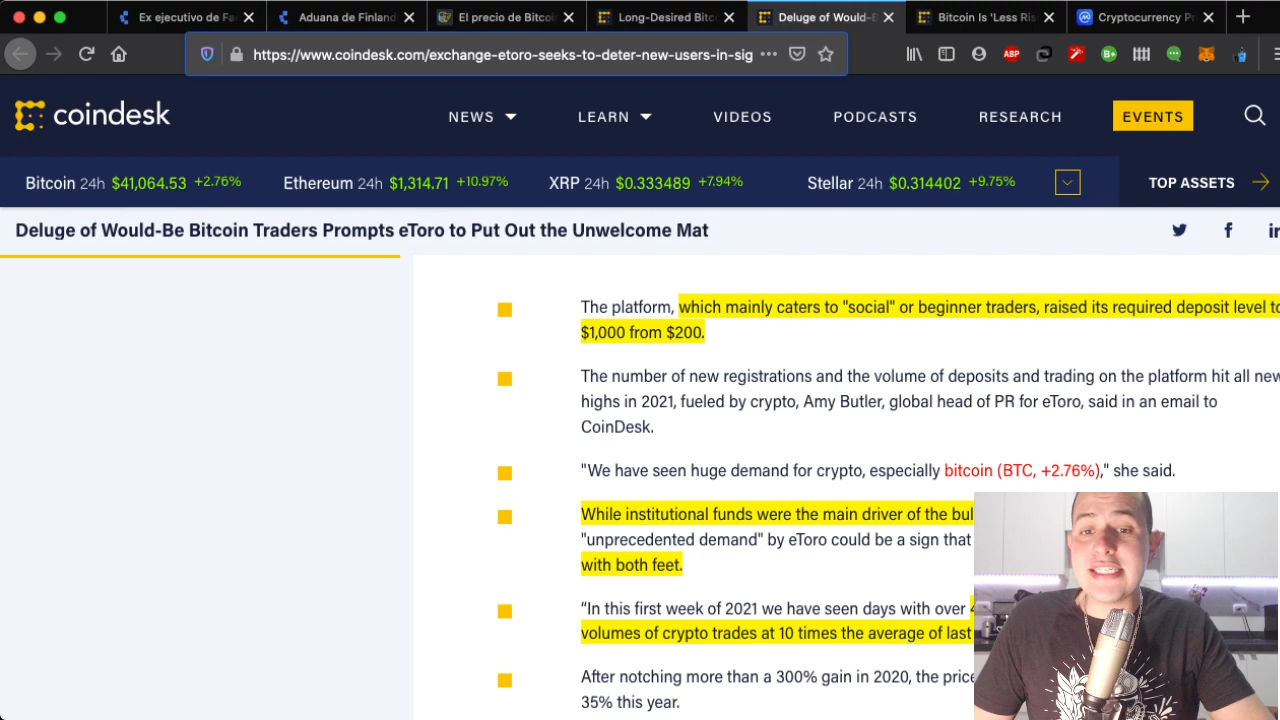 Ex ejecutivo de Fa
Aduana de Finland
El precio de Bitcoi
Long-Desired Bitc
Deluge of Would-B
Bitcoin Is 'Less Ris
Cryptocurrency Pr
https://www.coindesk.com/exchange-etoro-seeks-to-deter-new-users-in-sig
ABP
coindesk
NEWS
LEARN
VIDEOS
PODCASTS
RESEARCH
EVENTS
Bitcoin 24h $41,064.53 +2.76%
Ethereum 24h $1,314.71 +10.97%
XRP 24h $0.333489 +7.94%
Stellar 24h $0.314402 +9.75%
TOP ASSETS
Deluge of Would-Be Bitcoin Traders Prompts eToro to Put Out the Unwelcome Mat
The platform, which mainly caters to "social" or beginner traders, raised its required deposit level to
$1,000 from $200.
The number of new registrations and the volume of deposits and trading on the platform hit all new
highs in 2021, fueled by crypto, Amy Butler, global head of PR for eToro, said in an email to
CoinDesk.
"We have seen huge demand for crypto, especially bitcoin (BTC, +2.76%)," she said.
While institutional funds were the main driver of the bul
"unprecedented demand" by eToro could be a sign that
with both feet.
“In this first week of 2021 we have seen days with over
volumes of crypto trades at 10 times the average of last
After notching more than a 300% gain in 2020, the price
35% this year.